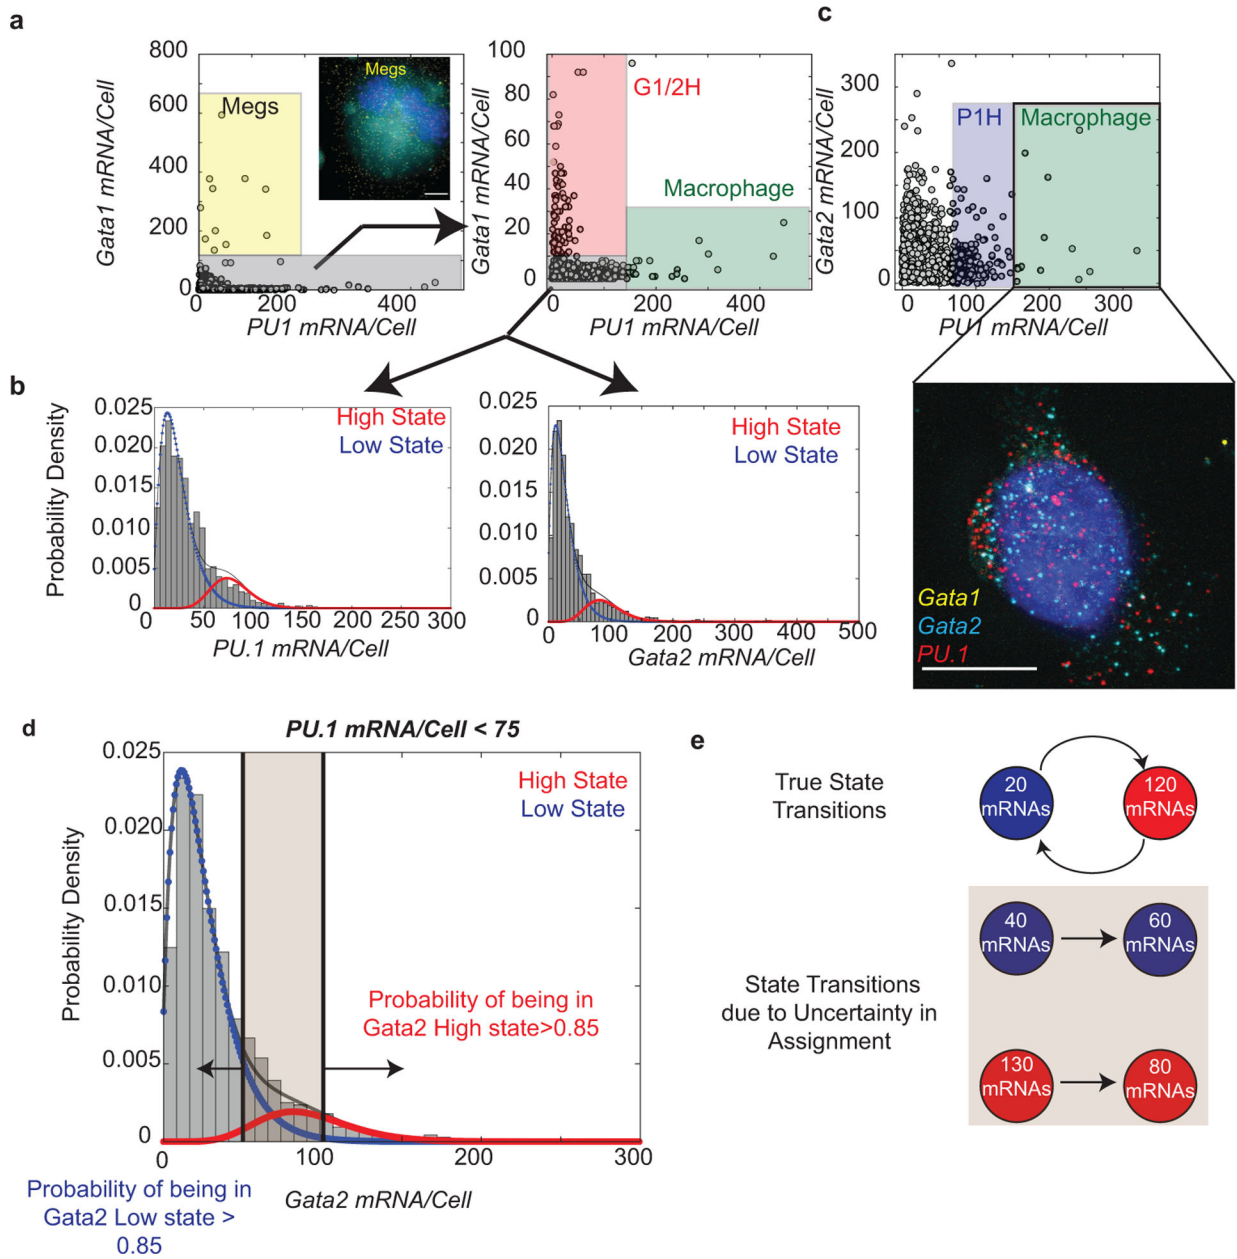 a
800
600
400
200
0
Gata1 mRNA/Cell
Megs
Megs
0
200
400
PU1 mRNA/Cell
100
80
60
40
20
0
Gata1 mRNA/Cell
G1/2H
Macrophage
0
200
400
PU1 mRNA/Cell
c
300
200
100
0
Gata2 mRNA/Cell
P1H
Macrophage
0
100
200
300
PU1 mRNA/Cell
Gata1
Gata2
PU.1
b
Probability Density
0.025
0.020
0.015
0.010
0.005
0
High State
Low State
0
50
100
150
200
250
300
PU.1 mRNA/Cell
0.025
0.020
0.015
0.010
0.005
0
High State
Low State
0
100
200
300
400
500
Gata2 mRNA/Cell
d
PU.1 mRNA/Cell < 75
Probability Density
0.025
0.020
0.015
0.010
0.005
0
High State
Low State
Probability of being in
Gata2 High state>0.85
0
100
200
300
Gata2 mRNA/Cell
Probability of being in
Gata2 Low state >
0.85
e
True State
Transitions
20
mRNAs
120
mRNAs
State Transitions
due to Uncertainty in
Assignment
40
mRNAs
60
mRNAs
130
mRNAs
80
mRNAs